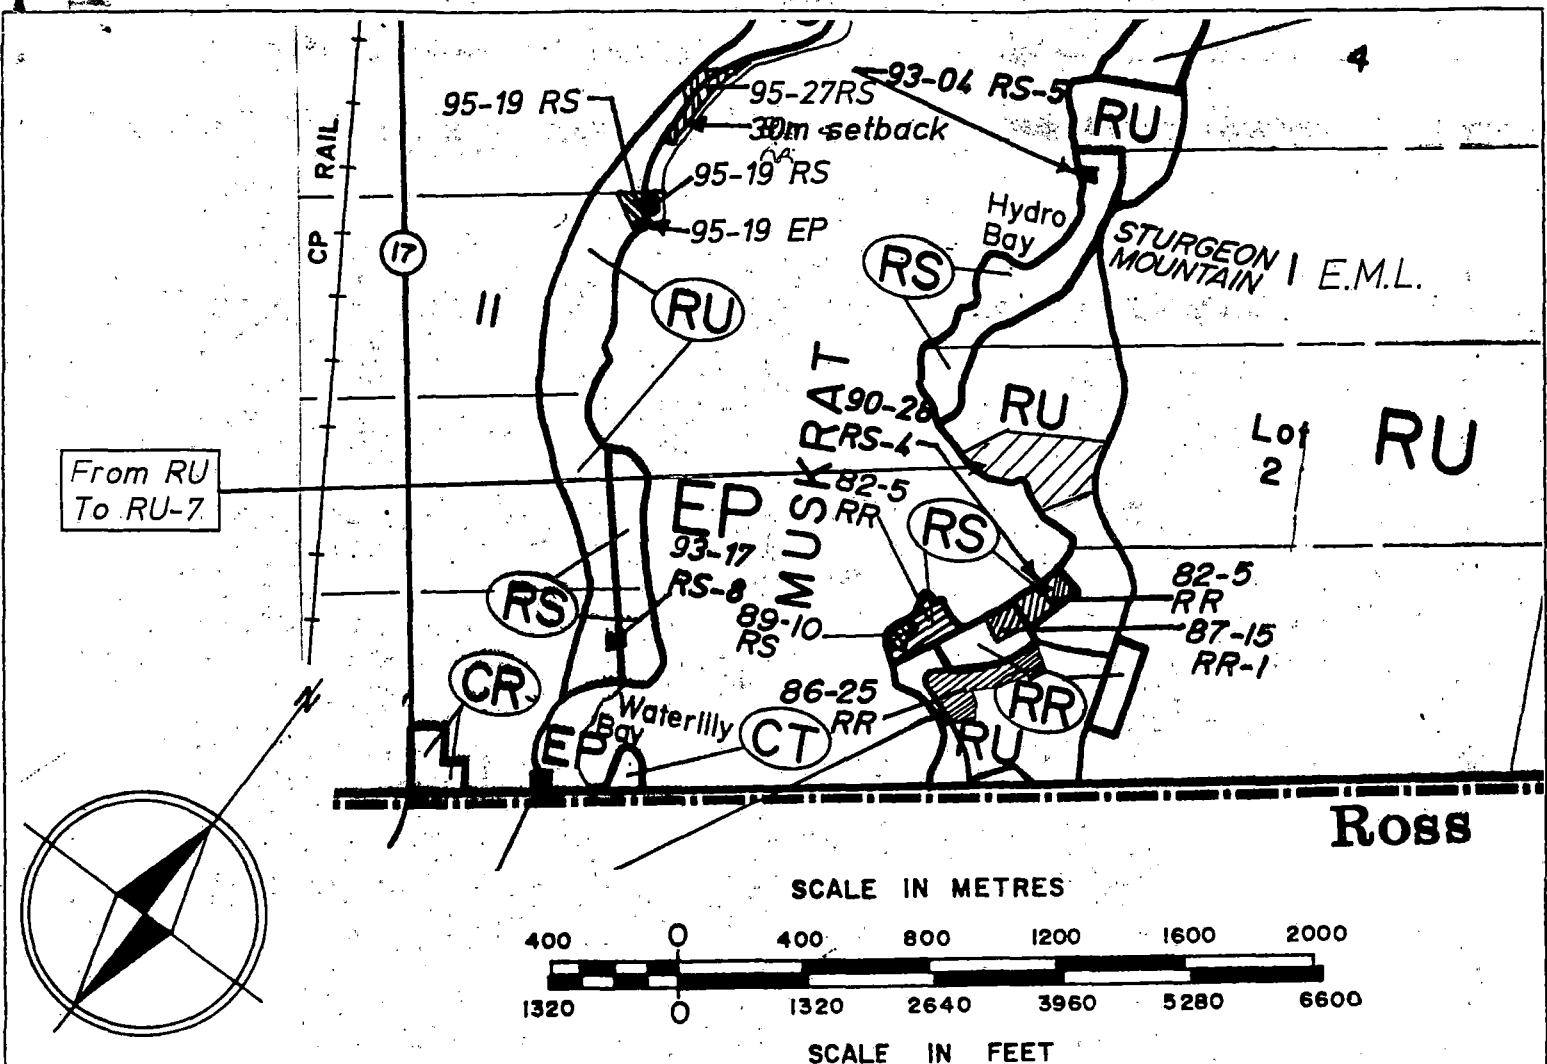 95-19 RS
95-27RS
30m setback
95-19 RS
95-19 EP
93-04 RS-5
RU
4
CP RAIL
17
II
RU
Hydro
Bay
RS
STURGEON
MOUNTAIN
I E.M.L.
MUSKRAT
90-28
RS-4
RU
Lot
2
RU
From RU
To RU-7
EP
82-5
RR
RS
93-17
RS-8
RS
89-10
RS
82-5
RR
87-15
RR-1
CR
86-25
RR
RR
Waterlilly
Bay
EP
CT
RU
N
Ross
SCALE IN METRES
400 0 400 800 1200 1600 2000
1320 0 1320 2640 3960 5280 6600
SCALE IN FEET